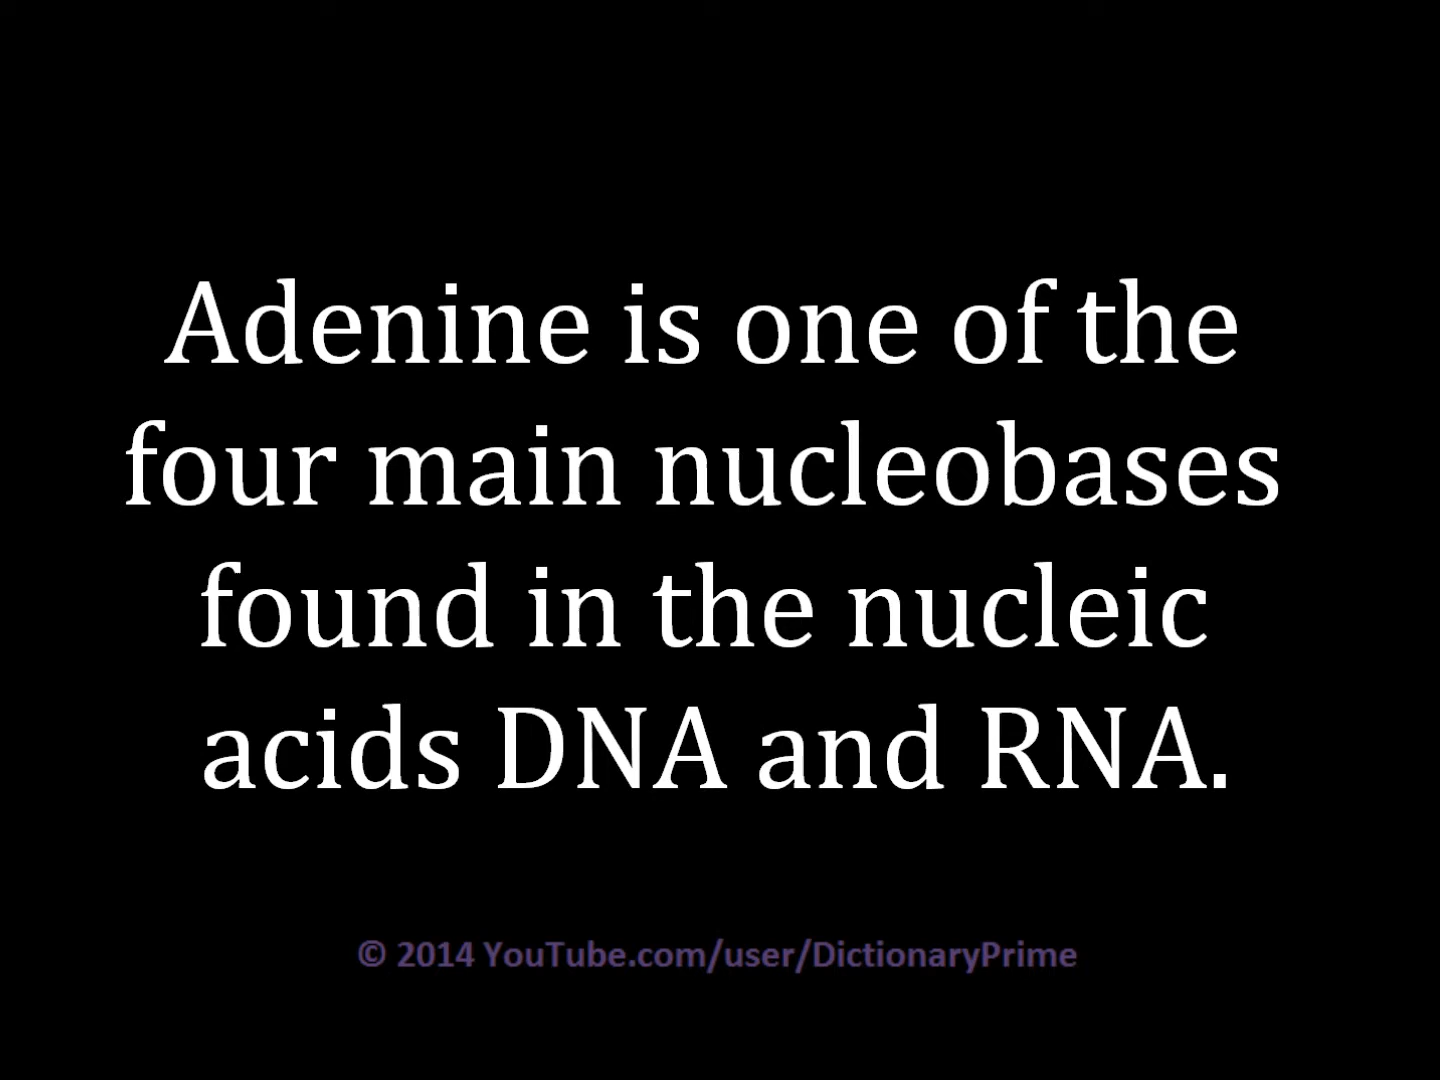 Adenine is one of the
four main nucleobases
found in the nucleic
acids DNA and RNA.
© 2014 YouTube.com/user/DictionaryPrime